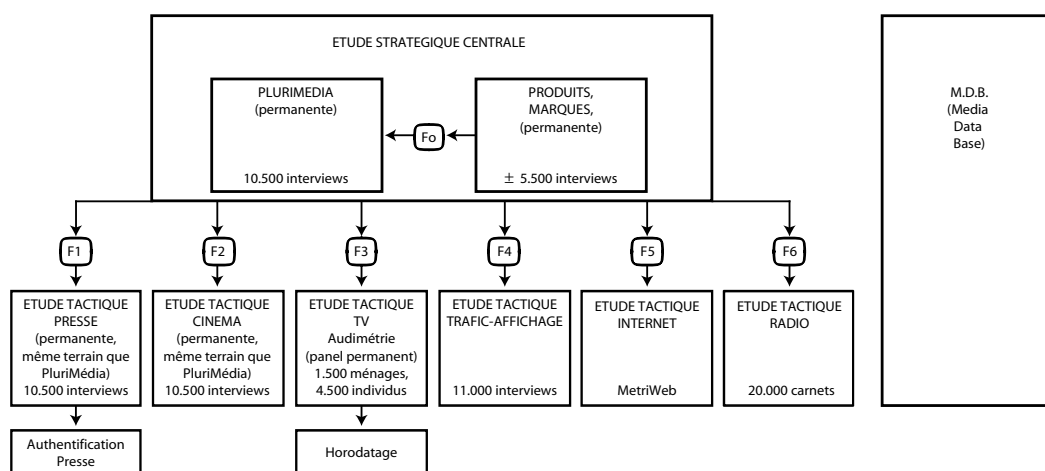 ETUDE STRATEGIQUE CENTRALE
PLURIMEDIA
(permanente)
10.500 interviews
Fo
PRODUITS,
MARQUES,
(permanente)
± 5.500 interviews
M.D.B.
(Media
Data
Base)
F1
F2
F3
F4
F5
F6
ETUDE TACTIQUE
PRESSE
(permanente,
même terrain que
PluriMédia)
10.500 interviews
ETUDE TACTIQUE
CINEMA
(permanente,
même terrain que
PluriMédia)
10.500 interviews
ETUDE TACTIQUE
TV
Audimétrie
(panel permanent)
1.500 ménages,
4.500 individus
ETUDE TACTIQUE
TRAFIC-AFFICHAGE
11.000 interviews
ETUDE TACTIQUE
INTERNET
MetriWeb
ETUDE TACTIQUE
RADIO
20.000 carnets
Authentification
Presse
Horodatage